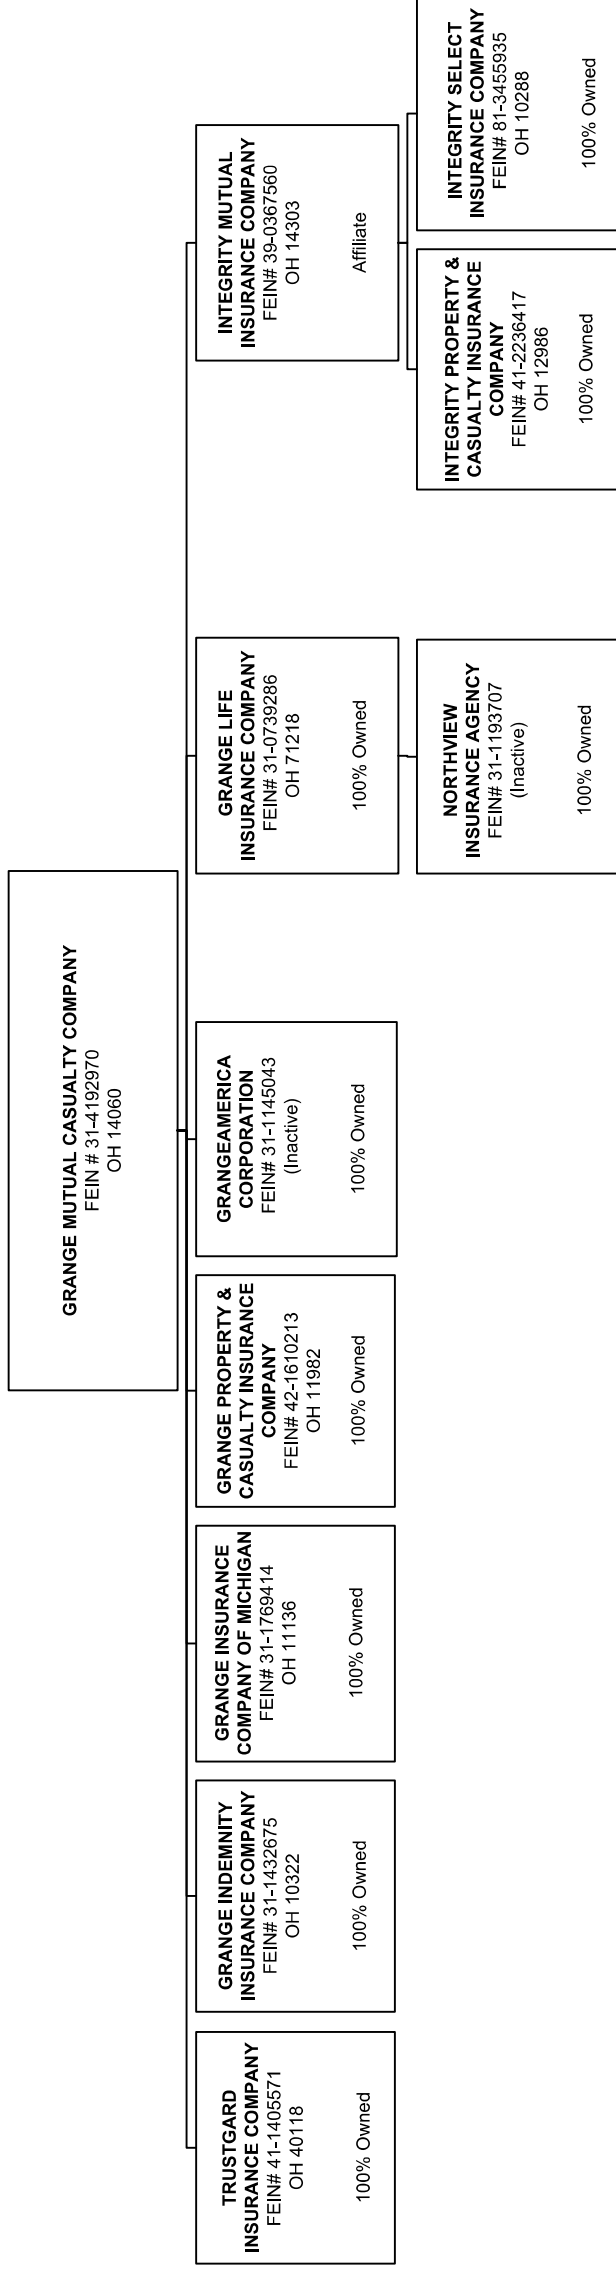 GRANGE MUTUAL CASUALTY COMPANY
FEIN # 31-4192970
OH 14060
TRUSTGARD
INSURANCE COMPANY
FEIN# 41-1405571
OH 40118
100% Owned
GRANGE INDEMNITY
INSURANCE COMPANY
FEIN# 31-1432675
OH 10322
100% Owned
GRANGE INSURANCE
COMPANY OF MICHIGAN
FEIN# 31-1769414
OH 11136
100% Owned
GRANGE PROPERTY &
CASUALTY INSURANCE
COMPANY
FEIN# 42-1610213
OH 11982
100% Owned
GRANGEAMERICA
CORPORATION
FEIN# 31-1145043
(Inactive)
100% Owned
GRANGE LIFE
INSURANCE COMPANY
FEIN# 31-0739286
OH 71218
100% Owned
INTEGRITY MUTUAL
INSURANCE COMPANY
FEIN# 39-0367560
OH 14303
Affiliate
NORTHVIEW
INSURANCE AGENCY
FEIN# 31-1193707
(Inactive)
100% Owned
INTEGRITY PROPERTY &
CASUALTY INSURANCE
COMPANY
FEIN# 41-2236417
OH 12986
100% Owned
INTEGRITY SELECT
INSURANCE COMPANY
FEIN# 81-3455935
OH 10288
100% Owned